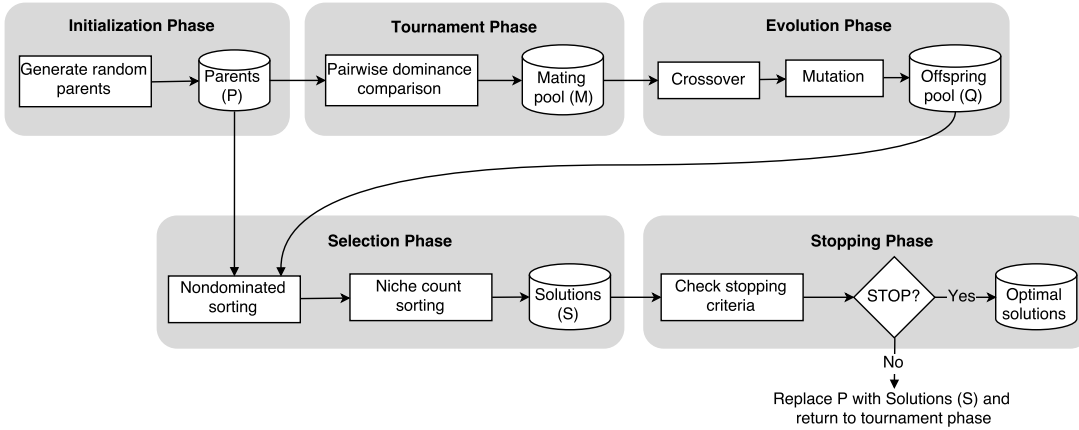 Initialization Phase
Generate random
parents
Parents
(P)
Tournament Phase
Pairwise dominance
comparison
Mating
pool (M)
Evolution Phase
Crossover
Mutation
Offspring
pool (Q)
Selection Phase
Nondominated
sorting
Niche count
sorting
Solutions
(S)
Stopping Phase
Check stopping
criteria
STOP?
Yes
Optimal
solutions
No
Replace P with Solutions (S) and
return to tournament phase